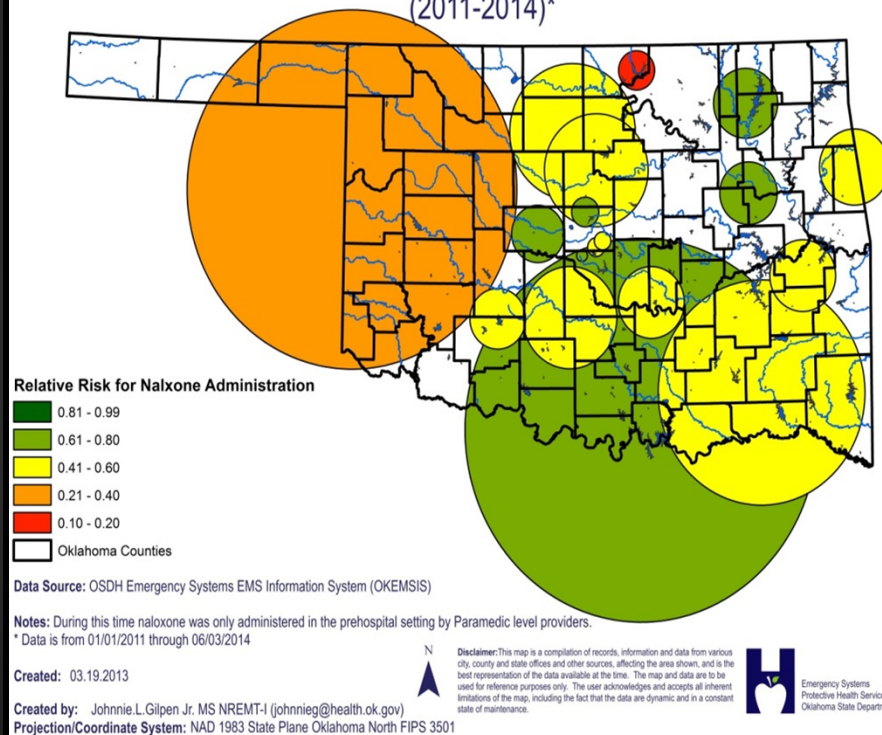 (2011-2014)*
Relative Risk for Nalxone Administration
0.81 - 0.99
0.61 - 0.80
0.41 - 0.60
0.21 - 0.40
0.10 - 0.20
Oklahoma Counties
Data Source: OSDH Emergency Systems EMS Information System (OKEMSIS)
Notes: During this time naloxone was only administered in the prehospital setting by Paramedic level providers.
* Data is from 01/01/2011 through 06/03/2014
Created: 03.19.2013
Created by: Johnnie.L.Gilpen Jr. MS NREMT-I (johnnieg@health.ok.gov)
Projection/Coordinate System: NAD 1983 State Plane Oklahoma North FIPS 3501
N
Disclaimer:This map is a compilation of records, information and data from various
city, county and state offices and other sources, affecting the area shown, and is the
best representation of the data available at the time. The map and data are to be
used for reference purposes only. The user acknowledges and accepts all inherent
limitations of the map, including the fact that the data are dynamic and in a constant
state of maintenance.
Emergency Systems
Protective Health
Oklahoma State